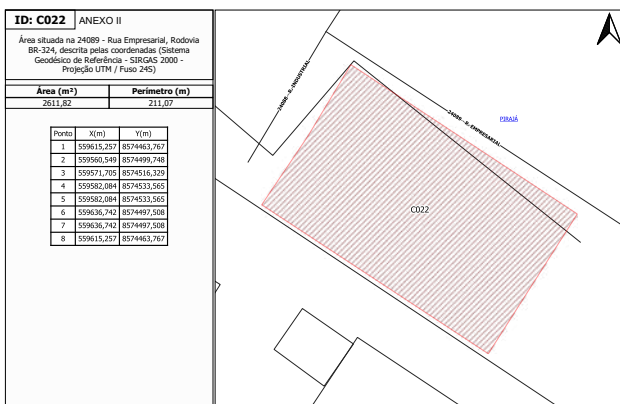 ID: C022 ANEXO II
Área situada na 24089 - Rua Empresarial, Rodovia
BR-324, descrita pelas coordenadas (Sistema
Geodésico de Referência - SIRGAS 2000 -
Projeção UTM / Fuso 24S)
Área (m²) Perímetro (m)
2611,82 211,07
Ponto X(m) Y(m)
1 559615,257 8574463,767
2 559560,549 8574499,748
3 559571,705 8574516,329
4 559582,084 8574533,565
5 559582,084 8574533,565
6 559636,742 8574497,508
7 559636,742 8574497,508
8 559615,257 8574463,767
24088 - R. INDUSTRIAL
24089 - R. EMPRESARIAL
PIRAJÁ
C022